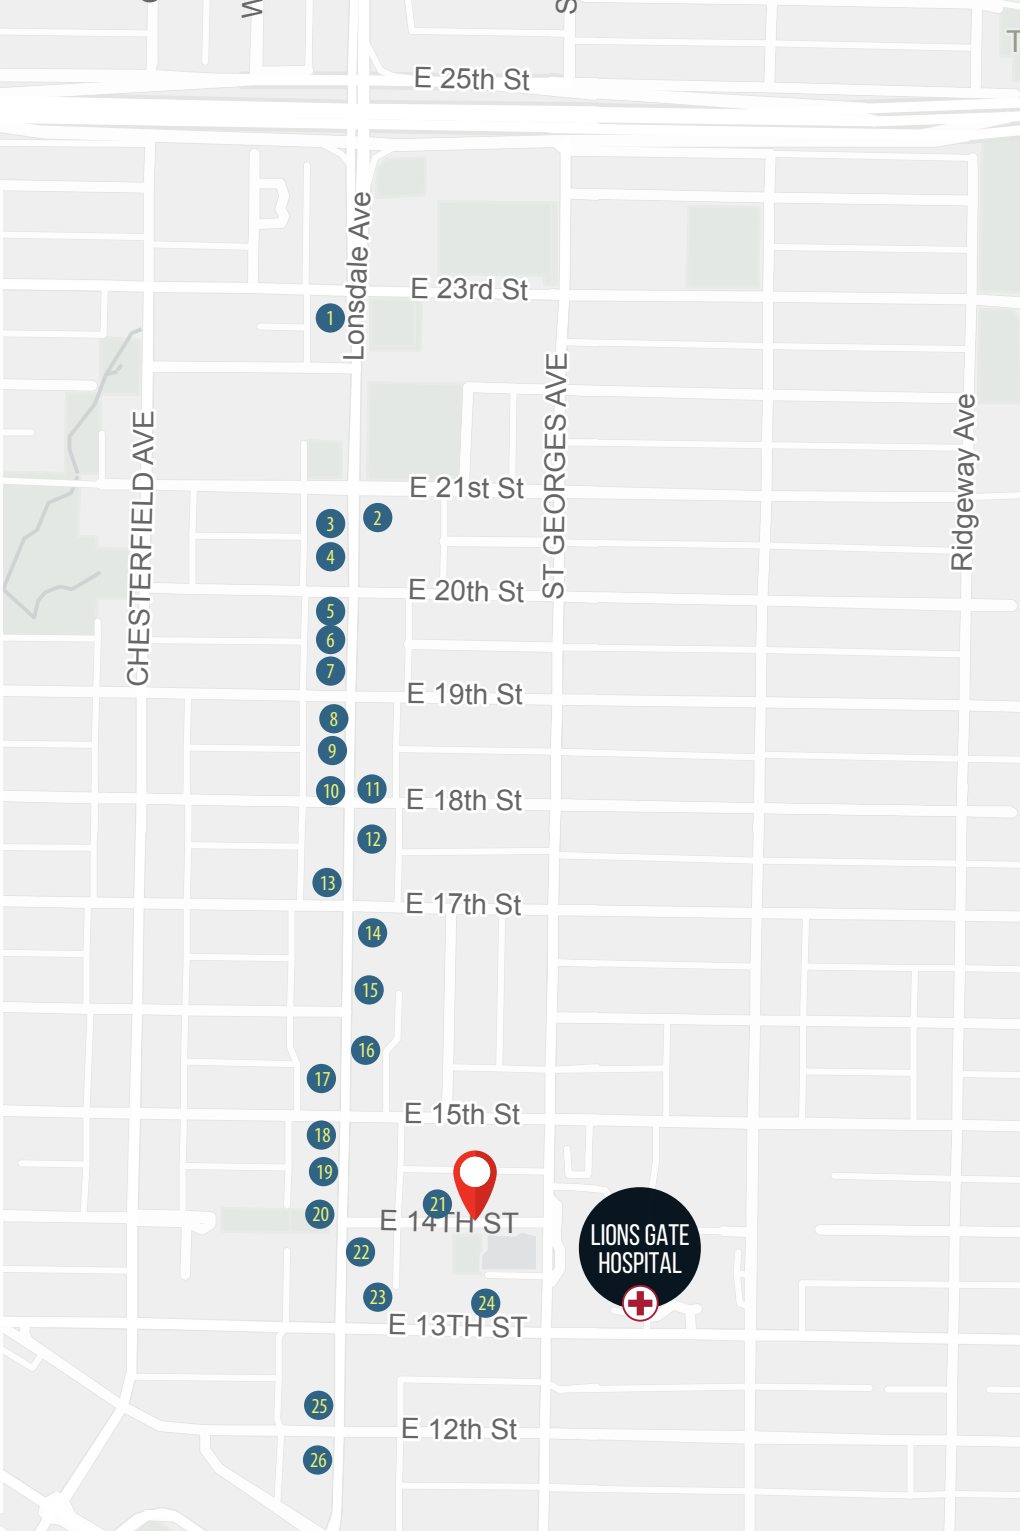 W
S
T
E 25th St
Lonsdale Ave
E 23rd St
1
ST GEORGES AVE
Ridgeway Ave
CHESTERFIELD AVE
E 21st St
2
3
4
E 20th St
5
6
7
E 19th St
8
9
10
11
E 18th St
12
13
E 17th St
14
15
16
17
E 15th St
18
19
21
20
E 14TH ST
LIONS GATE
HOSPITAL
22
23
24
E 13TH ST
25
E 12th St
26